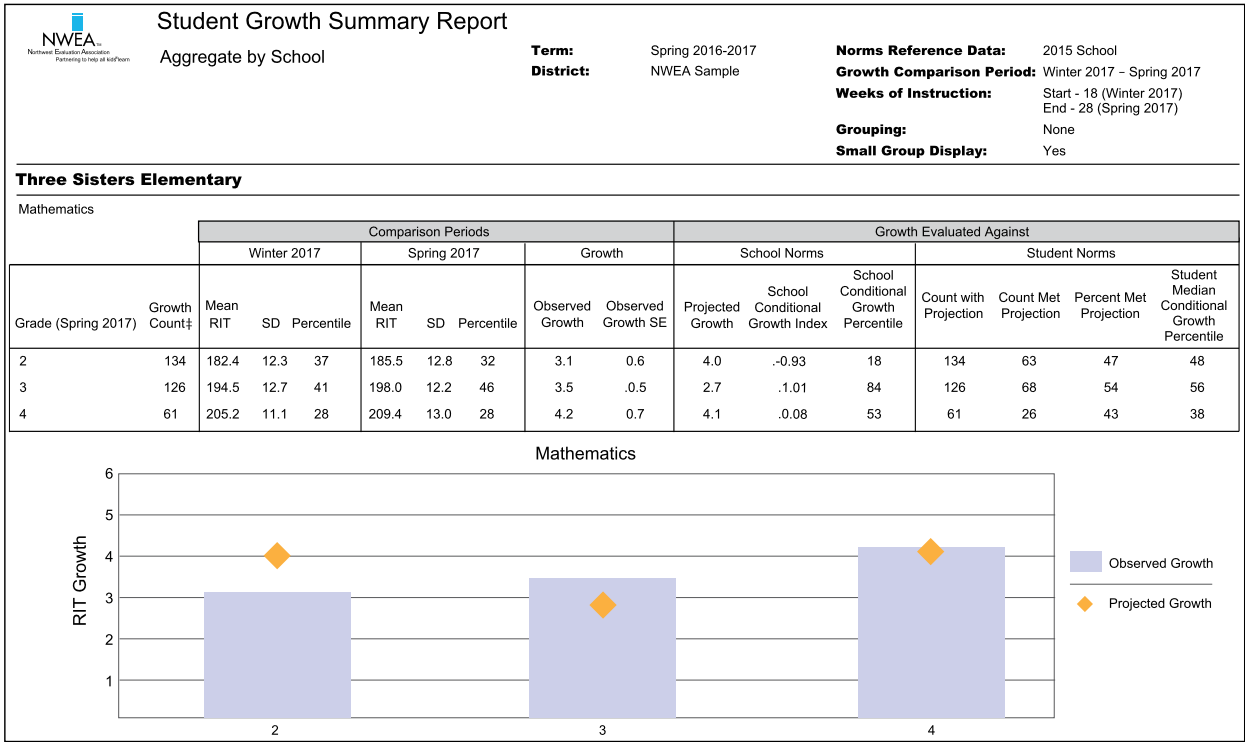 Student Growth Summary Report
NWEA™
Northwest Evaluation Association
Partnering to help all kids learn
Aggregate by School
Term: Spring 2016-2017
District: NWEA Sample
Norms Reference Data: 2015 School
Growth Comparison Period: Winter 2017 – Spring 2017
Weeks of Instruction: Start - 18 (Winter 2017)
End - 28 (Spring 2017)
Grouping: None
Small Group Display: Yes
Three Sisters Elementary
Mathematics
Comparison Periods Growth Evaluated Against
Winter 2017 Spring 2017 Growth School Norms Student Norms
Grade (Spring 2017)
Growth
Count‡
Mean
RIT
SD
Percentile
Mean
RIT
SD
Percentile
Observed
Growth
Observed
Growth SE
Projected
Growth
School
Conditional
Growth Index
School
Conditional
Growth
Percentile
Count with
Projection
Count Met
Projection
Percent Met
Projection
Student
Median
Conditional
Growth
Percentile
2 134 182.4 12.3 37 185.5 12.8 32 3.1 0.6 4.0 .-0.93 18 134 63 47 48
3 126 194.5 12.7 41 198.0 12.2 46 3.5 .0.5 2.7 .1.01 84 126 68 54 56
4 61 205.2 11.1 28 209.4 13.0 28 4.2 0.7 4.1 .0.08 53 61 26 43 38
Mathematics
RIT Growth
6
5
4
3
2
1
2 3 4
Observed Growth
Projected Growth